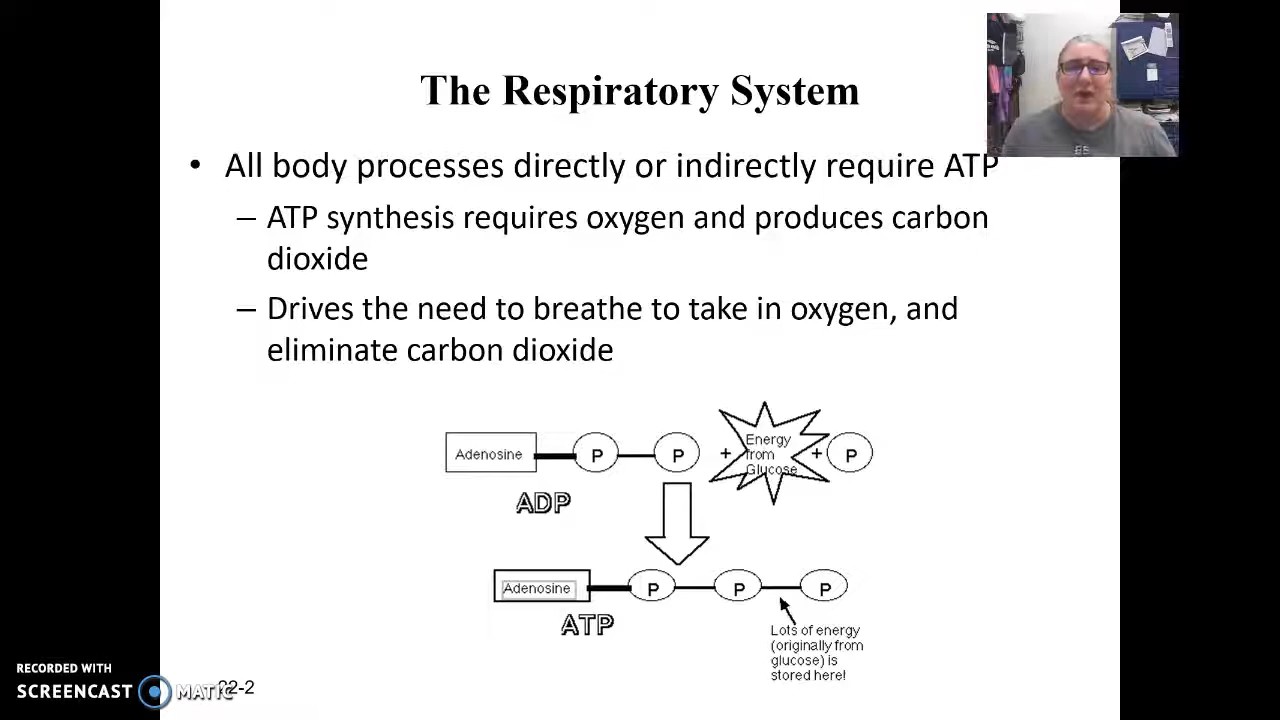 The Respiratory System
• All body processes directly or indirectly require ATP
– ATP synthesis requires oxygen and produces carbon
dioxide
– Drives the need to breathe to take in oxygen, and
eliminate carbon dioxide
Adenosine P P + Energy from Glucose + P
ADP
Adenosine P P P
ATP
Lots of energy
(originally from
glucose) is
stored here!
RECORDED WITH
SCREENCAST MATIC
22-2